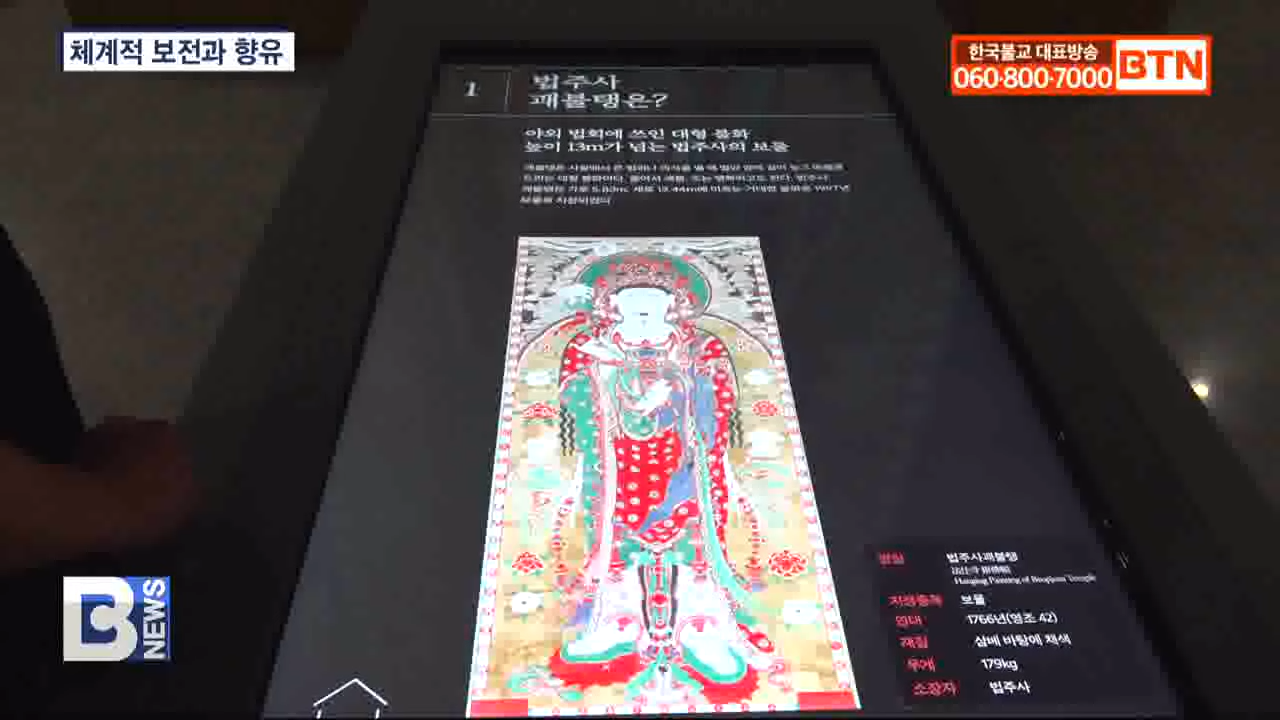 체계적 보전과 향유
한국불교 대표방송
060·800·7000
BTN
1
법주사
괘불탱은?
야외 법회에 쓰인 대형 불화
높이 13m가 넘는 법주사의 보물
명칭
법주사괘불탱
Hanging Painting of Beopjusa Temple
지정종목
보물
연대
1766년(영조 42)
재질
삼베 바탕에 채색
무게
179kg
소장자
법주사
B NEWS